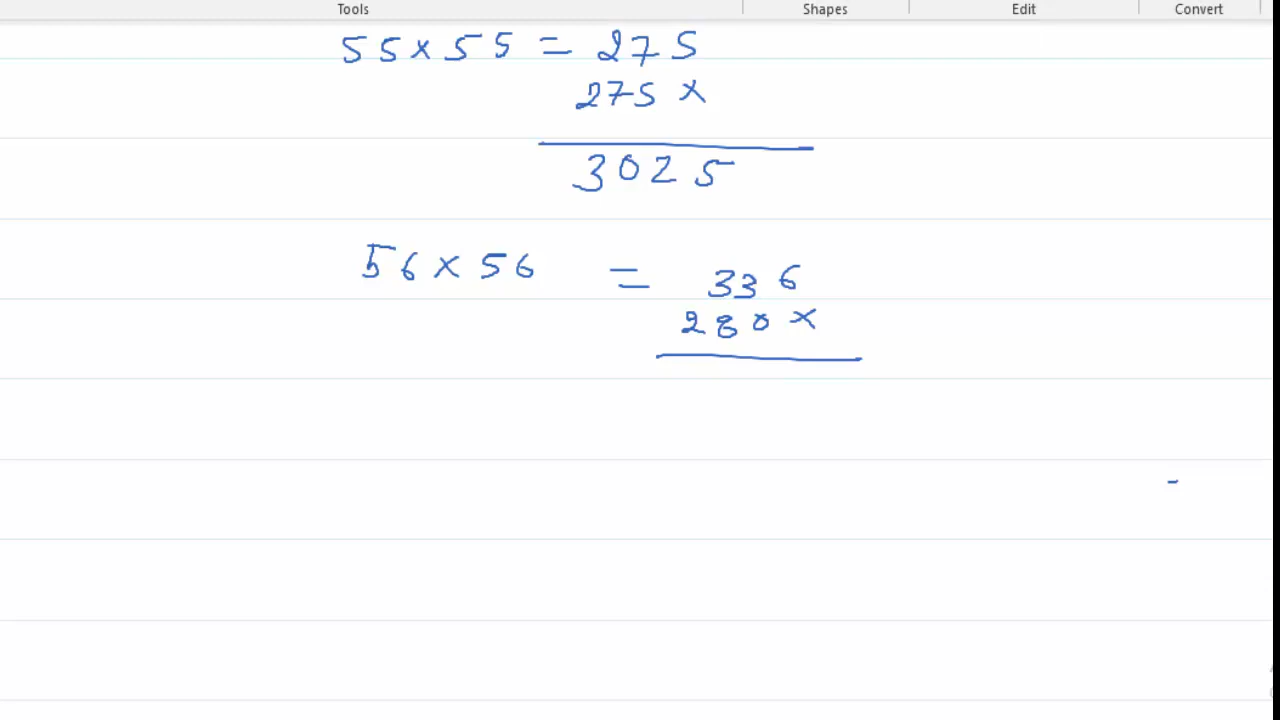 Tools Shapes Edit Convert
55×55 = 275
275 ×
3025
56×56 = 336
280 ×